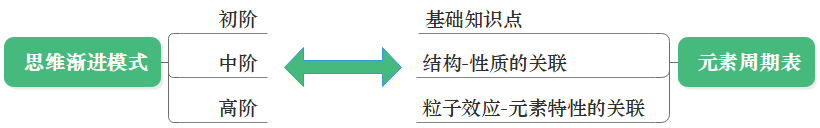 初阶
基础知识点
思维渐进模式
中阶
结构-性质的关联
元素周期表
高阶
粒子效应-元素特性的关联